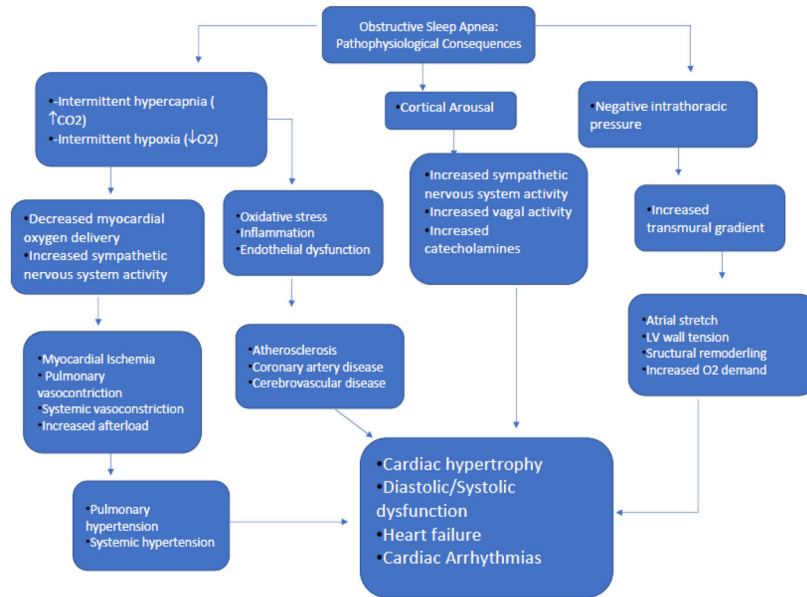 Obstructive Sleep Apnea:
Pathophysiological Consequences
•-Intermittent hypercapnia (
↑CO2)
•-Intermittent hypoxia (↓O2)
•Cortical Arousal
•Negative intrathoracic
pressure
•Decreased myocardial
oxygen delivery
•Increased sympathetic
nervous system activity
•Oxidative stress
•Inflammation
•Endothelial dysfunction
•Increased sympathetic
nervous system activity
•Increased vagal activity
•Increased
catecholamines
•Increased
transmural gradient
•Myocardial Ischemia
• Pulmonary
vasocontriction
•Systemic vasoconstriction
•Increased afterload
•Atherosclerosis
•Coronary artery disease
•Cerebrovascular disease
•Atrial stretch
•LV wall tension
•Sructural remoderling
•Increased O2 demand
•Pulmonary
hypertension
•Systemic hypertension
•Cardiac hypertrophy
•Diastolic/Systolic
dysfunction
•Heart failure
•Cardiac Arrhythmias